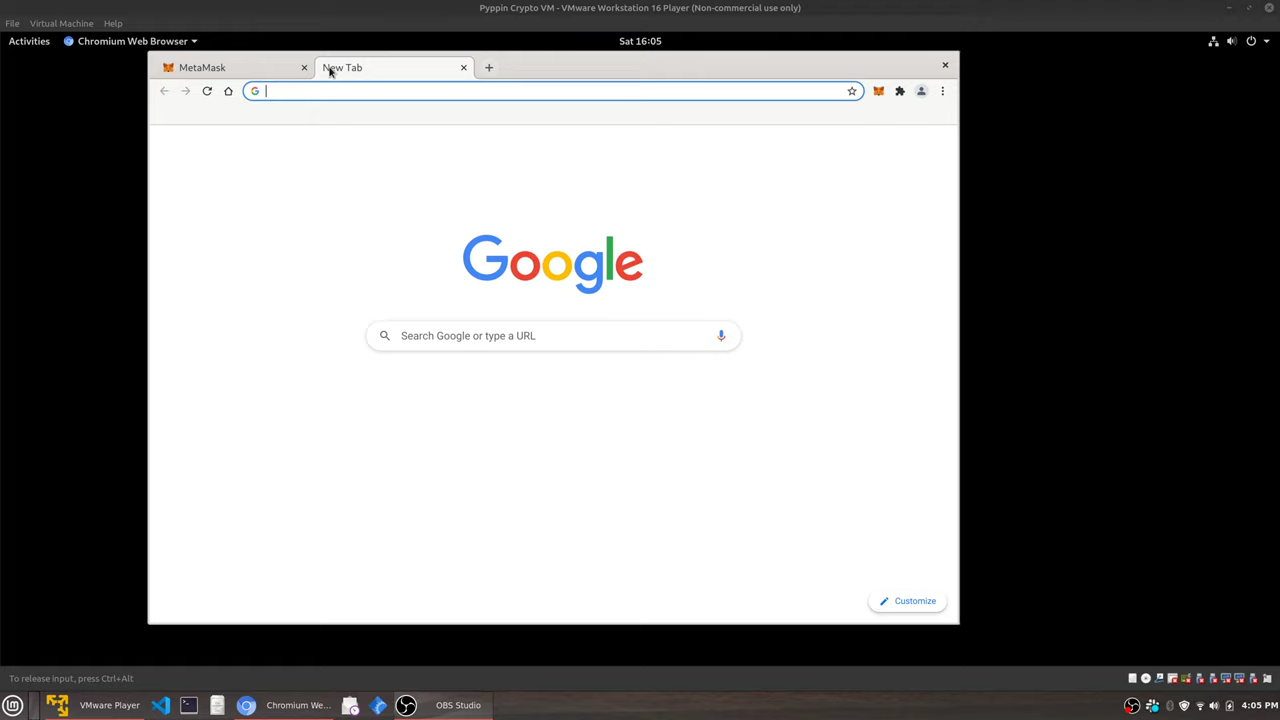 Pyppin Crypto VM - VMware Workstation 16 Player (Non-commercial use only)
File Virtual Machine Help
Activities Chromium Web Browser Sat 16:05
MetaMask New Tab
Google
Search Google or type a URL
Customize
To release input, press Ctrl+Alt
VMware Player Chromium We... OBS Studio 4:05 PM